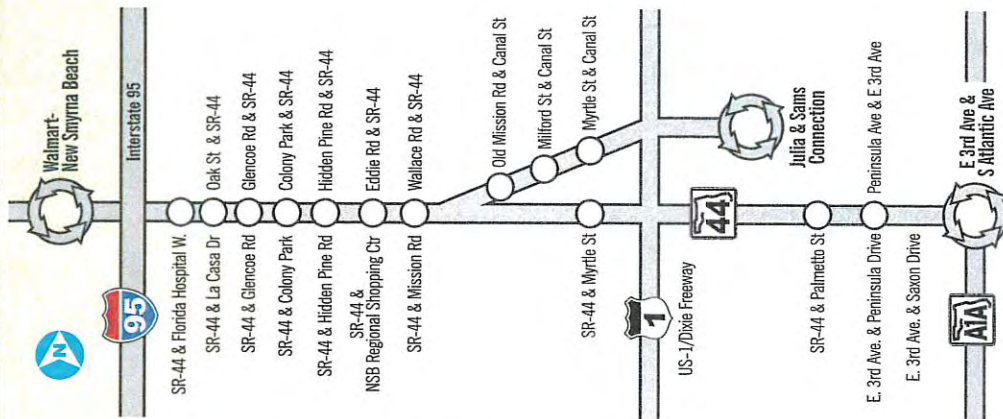 N
Walmart-
New Smyrna Beach
95
Interstate 95
SR-44 & Florida Hospital W.
SR-44 & La Casa Dr
Oak St & SR-44
SR-44 & Glencoe Rd
Glencoe Rd & SR-44
SR-44 & Colony Park
Colony Park & SR-44
SR-44 & Hidden Pine Rd
Hidden Pine Rd & SR-44
SR-44 &
NSB Regional Shopping Ctr
Eddie Rd & SR-44
SR-44 & Mission Rd
Wallace Rd & SR-44
Old Mission Rd & Canal St
Milford St & Canal St
SR-44 & Myrtle St
Myrtle St & Canal St
1
US-1/Dixie Freeway
44
Julia & Sams
Connection
SR-44 & Palmetto St
E. 3rd Ave. & Peninsula Drive
Peninsula Ave & E 3rd Ave
E. 3rd Ave. & Saxon Drive
A1A
E 3rd Ave &
S Atlantic Ave